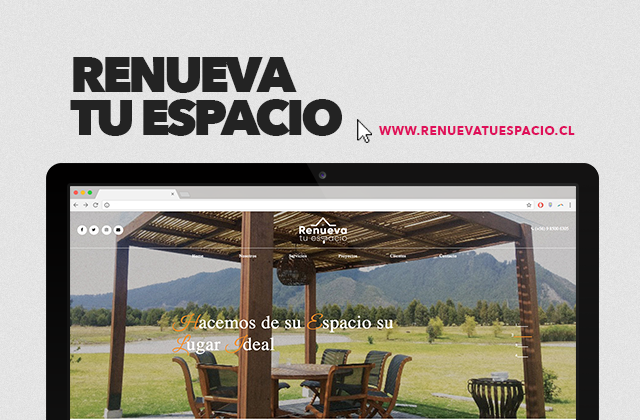 RENUEVA
TU ESPACIO
WWW.RENUEVATUESPACIO.CL
Renueva
tu espacio
Home Nosotros Servicios Proyectos Clientes Contacto
Hacemos de su Espacio su
Lugar Ideal